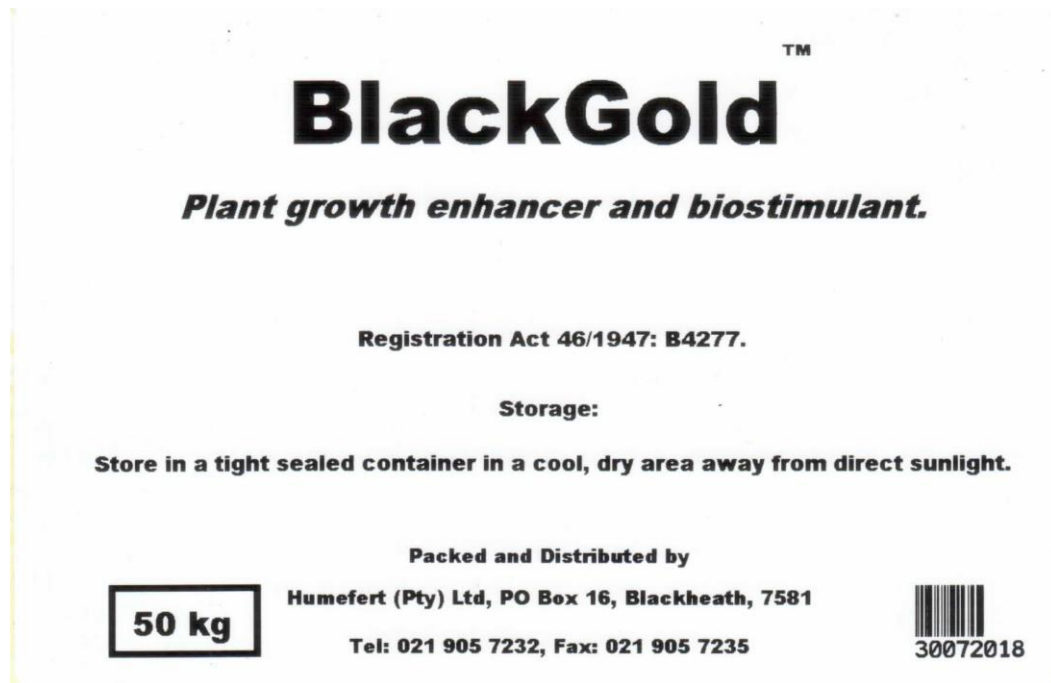 BlackGold™
Plant growth enhancer and biostimulant.
Registration Act 46/1947: B4277.
Storage:
Store in a tight sealed container in a cool, dry area away from direct sunlight.
Packed and Distributed by
Humefert (Pty) Ltd, PO Box 16, Blackheath, 7581
50 kg
Tel: 021 905 7232, Fax: 021 905 7235
30072018